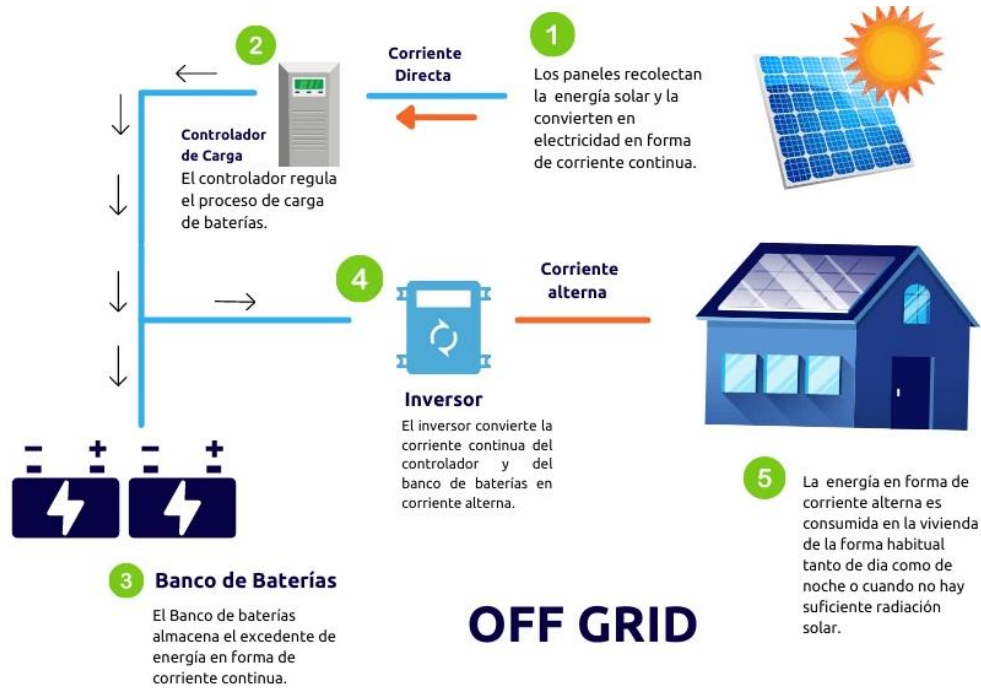 1
Corriente
Directa
Los paneles recolectan
la energía solar y la
convierten en
electricidad en forma
de corriente continua.
2
Controlador
de Carga
El controlador regula
el proceso de carga
de baterías.
- + - +
3
Banco de Baterías
El Banco de baterías
almacena el excedente de
energía en forma de
corriente continua.
4
Inversor
El inversor convierte la
corriente continua del
controlador y del
banco de baterías en
corriente alterna.
Corriente
alterna
5
La energía en forma de
corriente alterna es
consumida en la vivienda
de la forma habitual
tanto de dia como de
noche o cuando no hay
suficiente radiación
solar.
OFF GRID